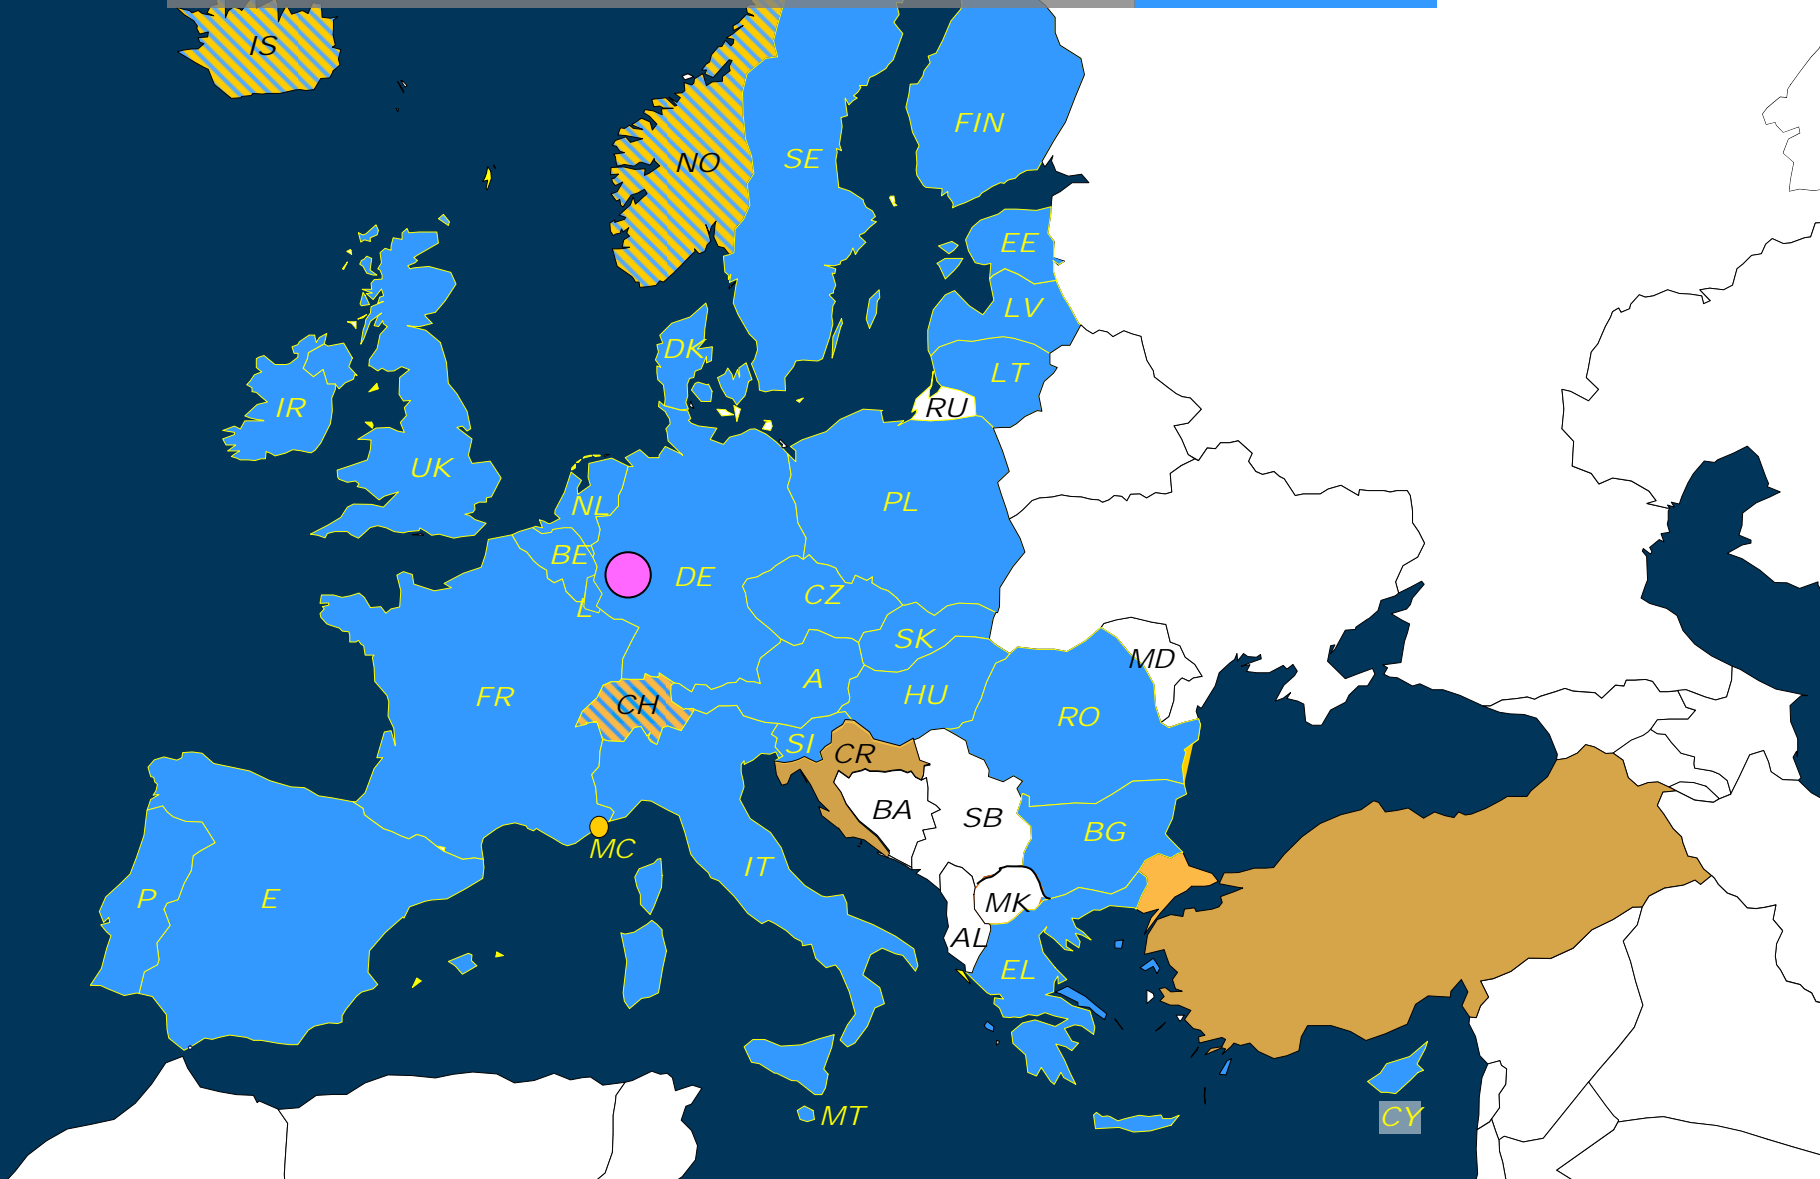 IS
FIN
SE
NO
EE
LV
DK
LT
IR
RU
UK
PL
NL
BE
DE
CZ
L
SK
MD
A
CH
HU
FR
RO
SI
CR
BA
SB
BG
MC
IT
P
E
MK
AL
EL
MT
CY